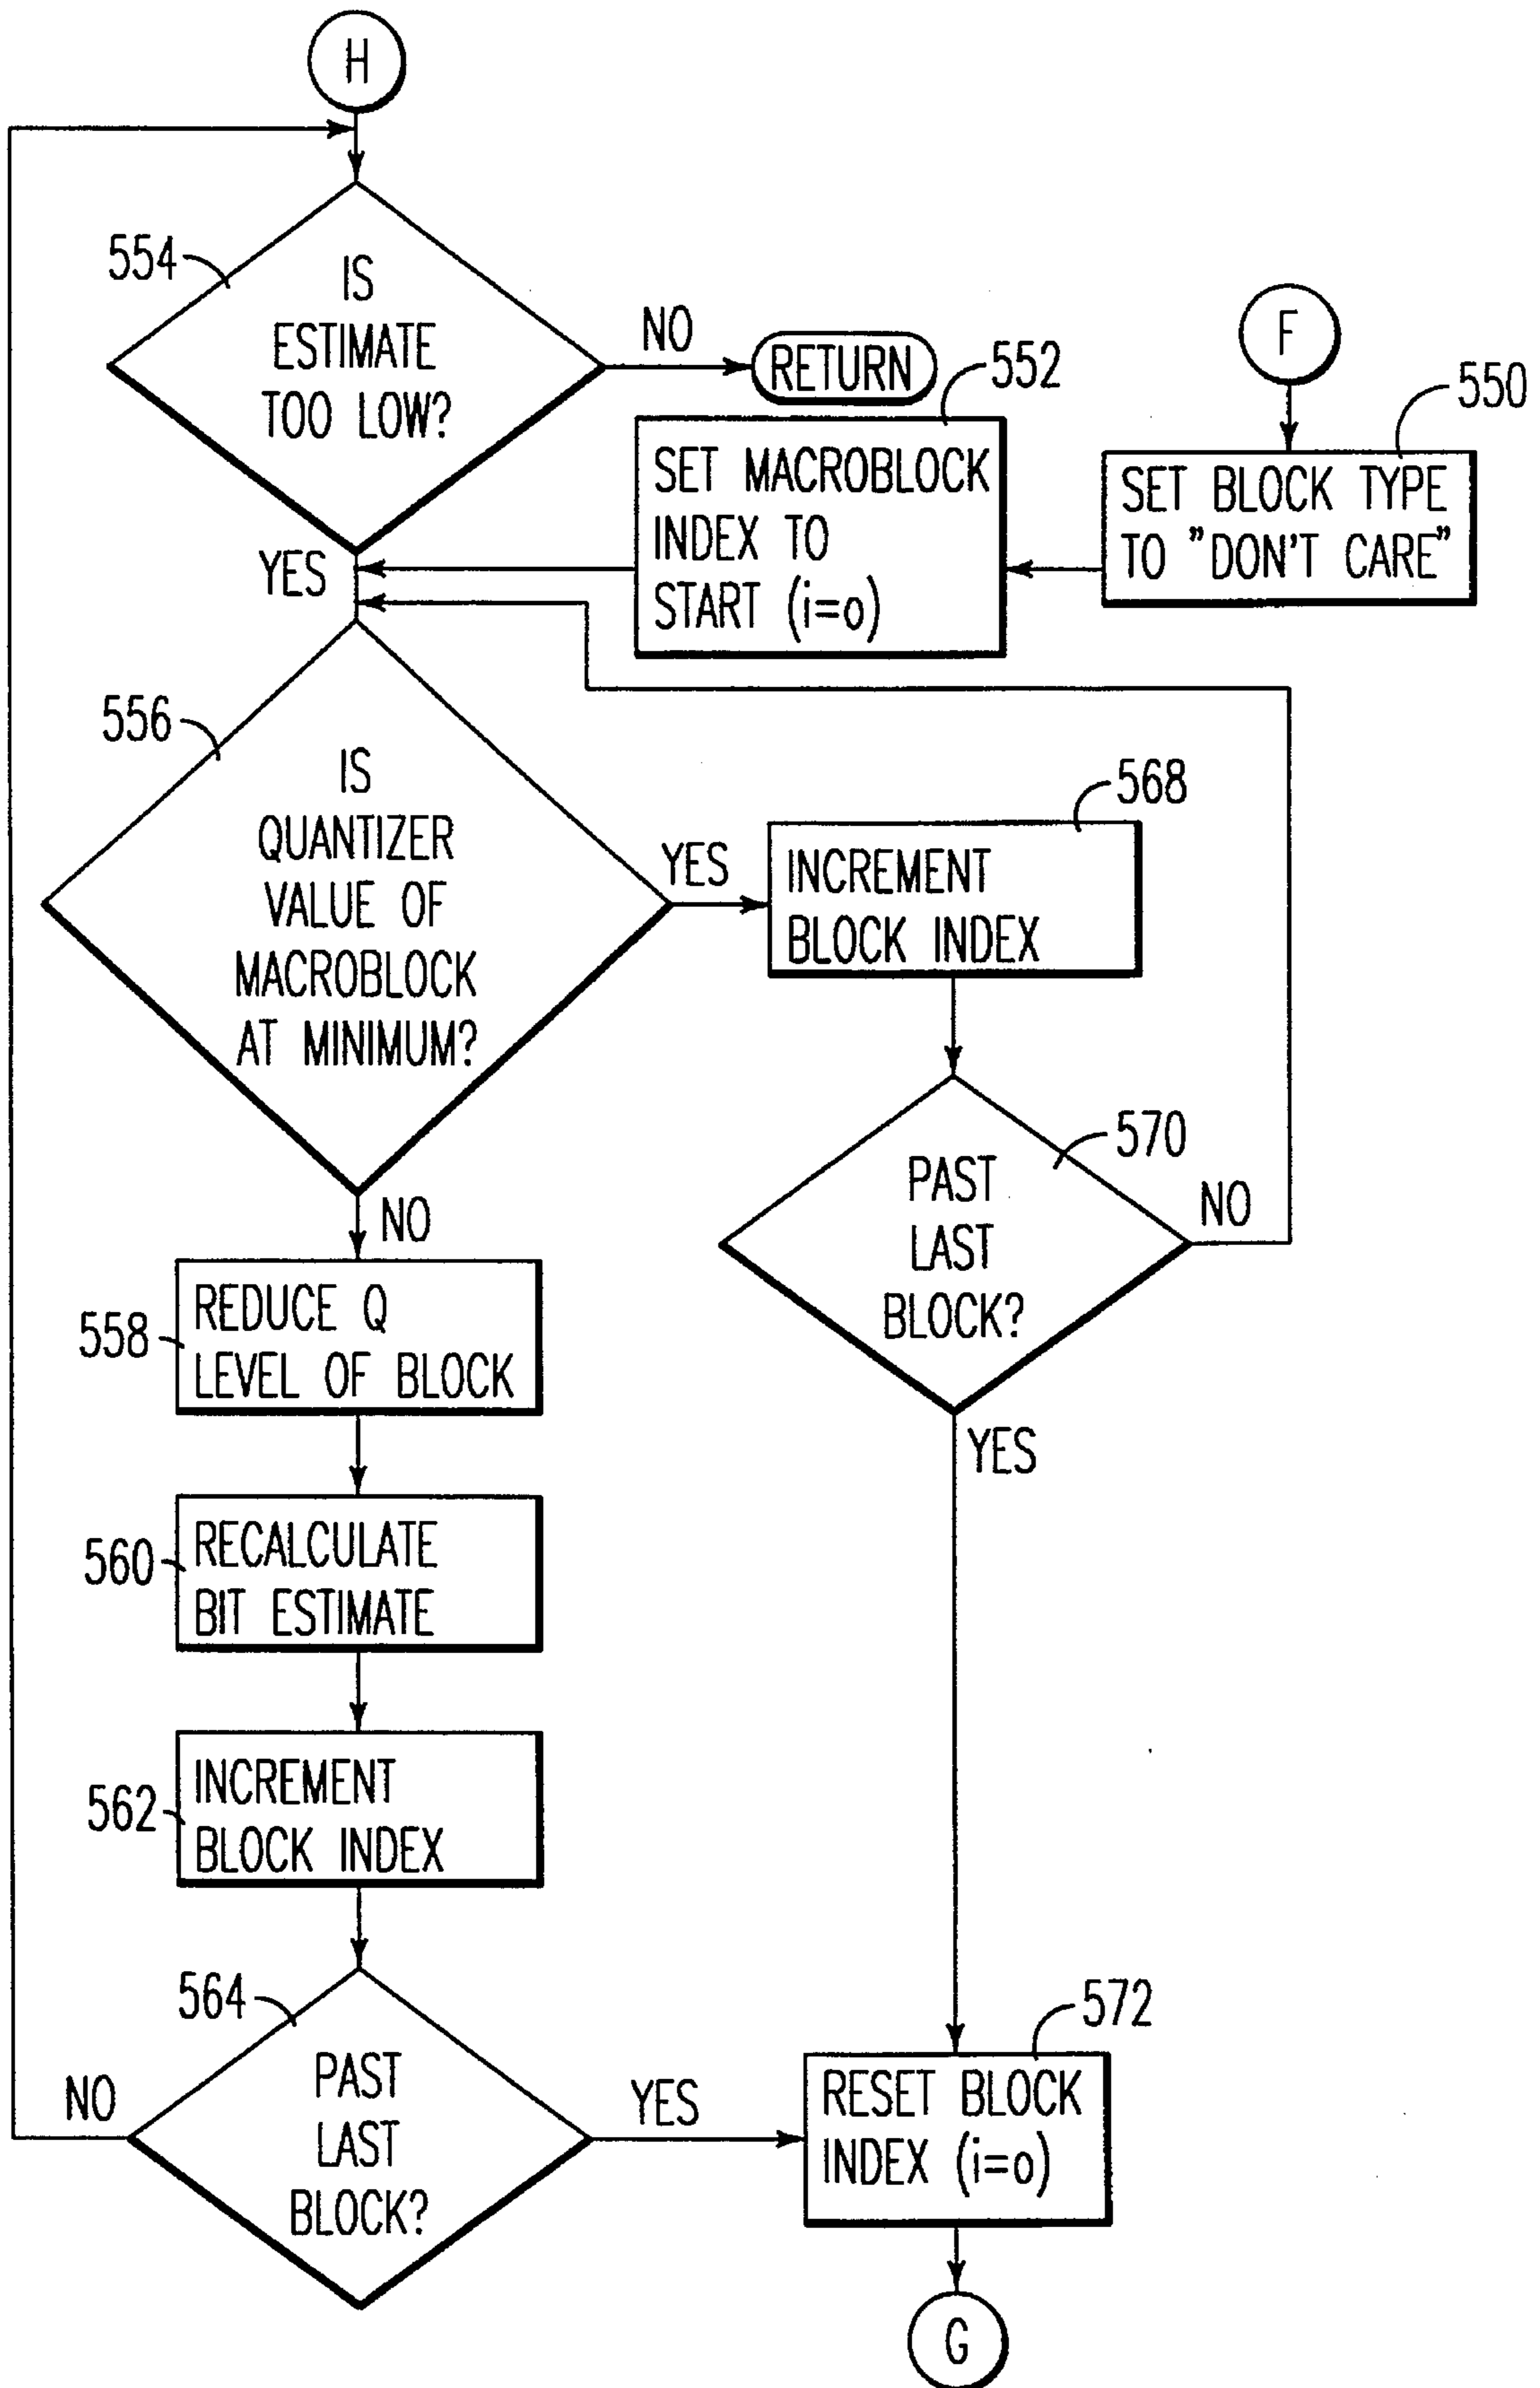 H
554
IS
ESTIMATE
TOO LOW?
NO
RETURN
YES
F
550
SET BLOCK TYPE
TO "DON'T CARE"
552
SET MACROBLOCK
INDEX TO
START (i=o)
556
IS
QUANTIZER
VALUE OF
MACROBLOCK
AT MINIMUM?
YES
568
INCREMENT
BLOCK INDEX
570
PAST
LAST
BLOCK?
NO
YES
NO
558
REDUCE Q
LEVEL OF BLOCK
560
RECALCULATE
BIT ESTIMATE
562
INCREMENT
BLOCK INDEX
564
PAST
LAST
BLOCK?
NO
YES
572
RESET BLOCK
INDEX (i=o)
G